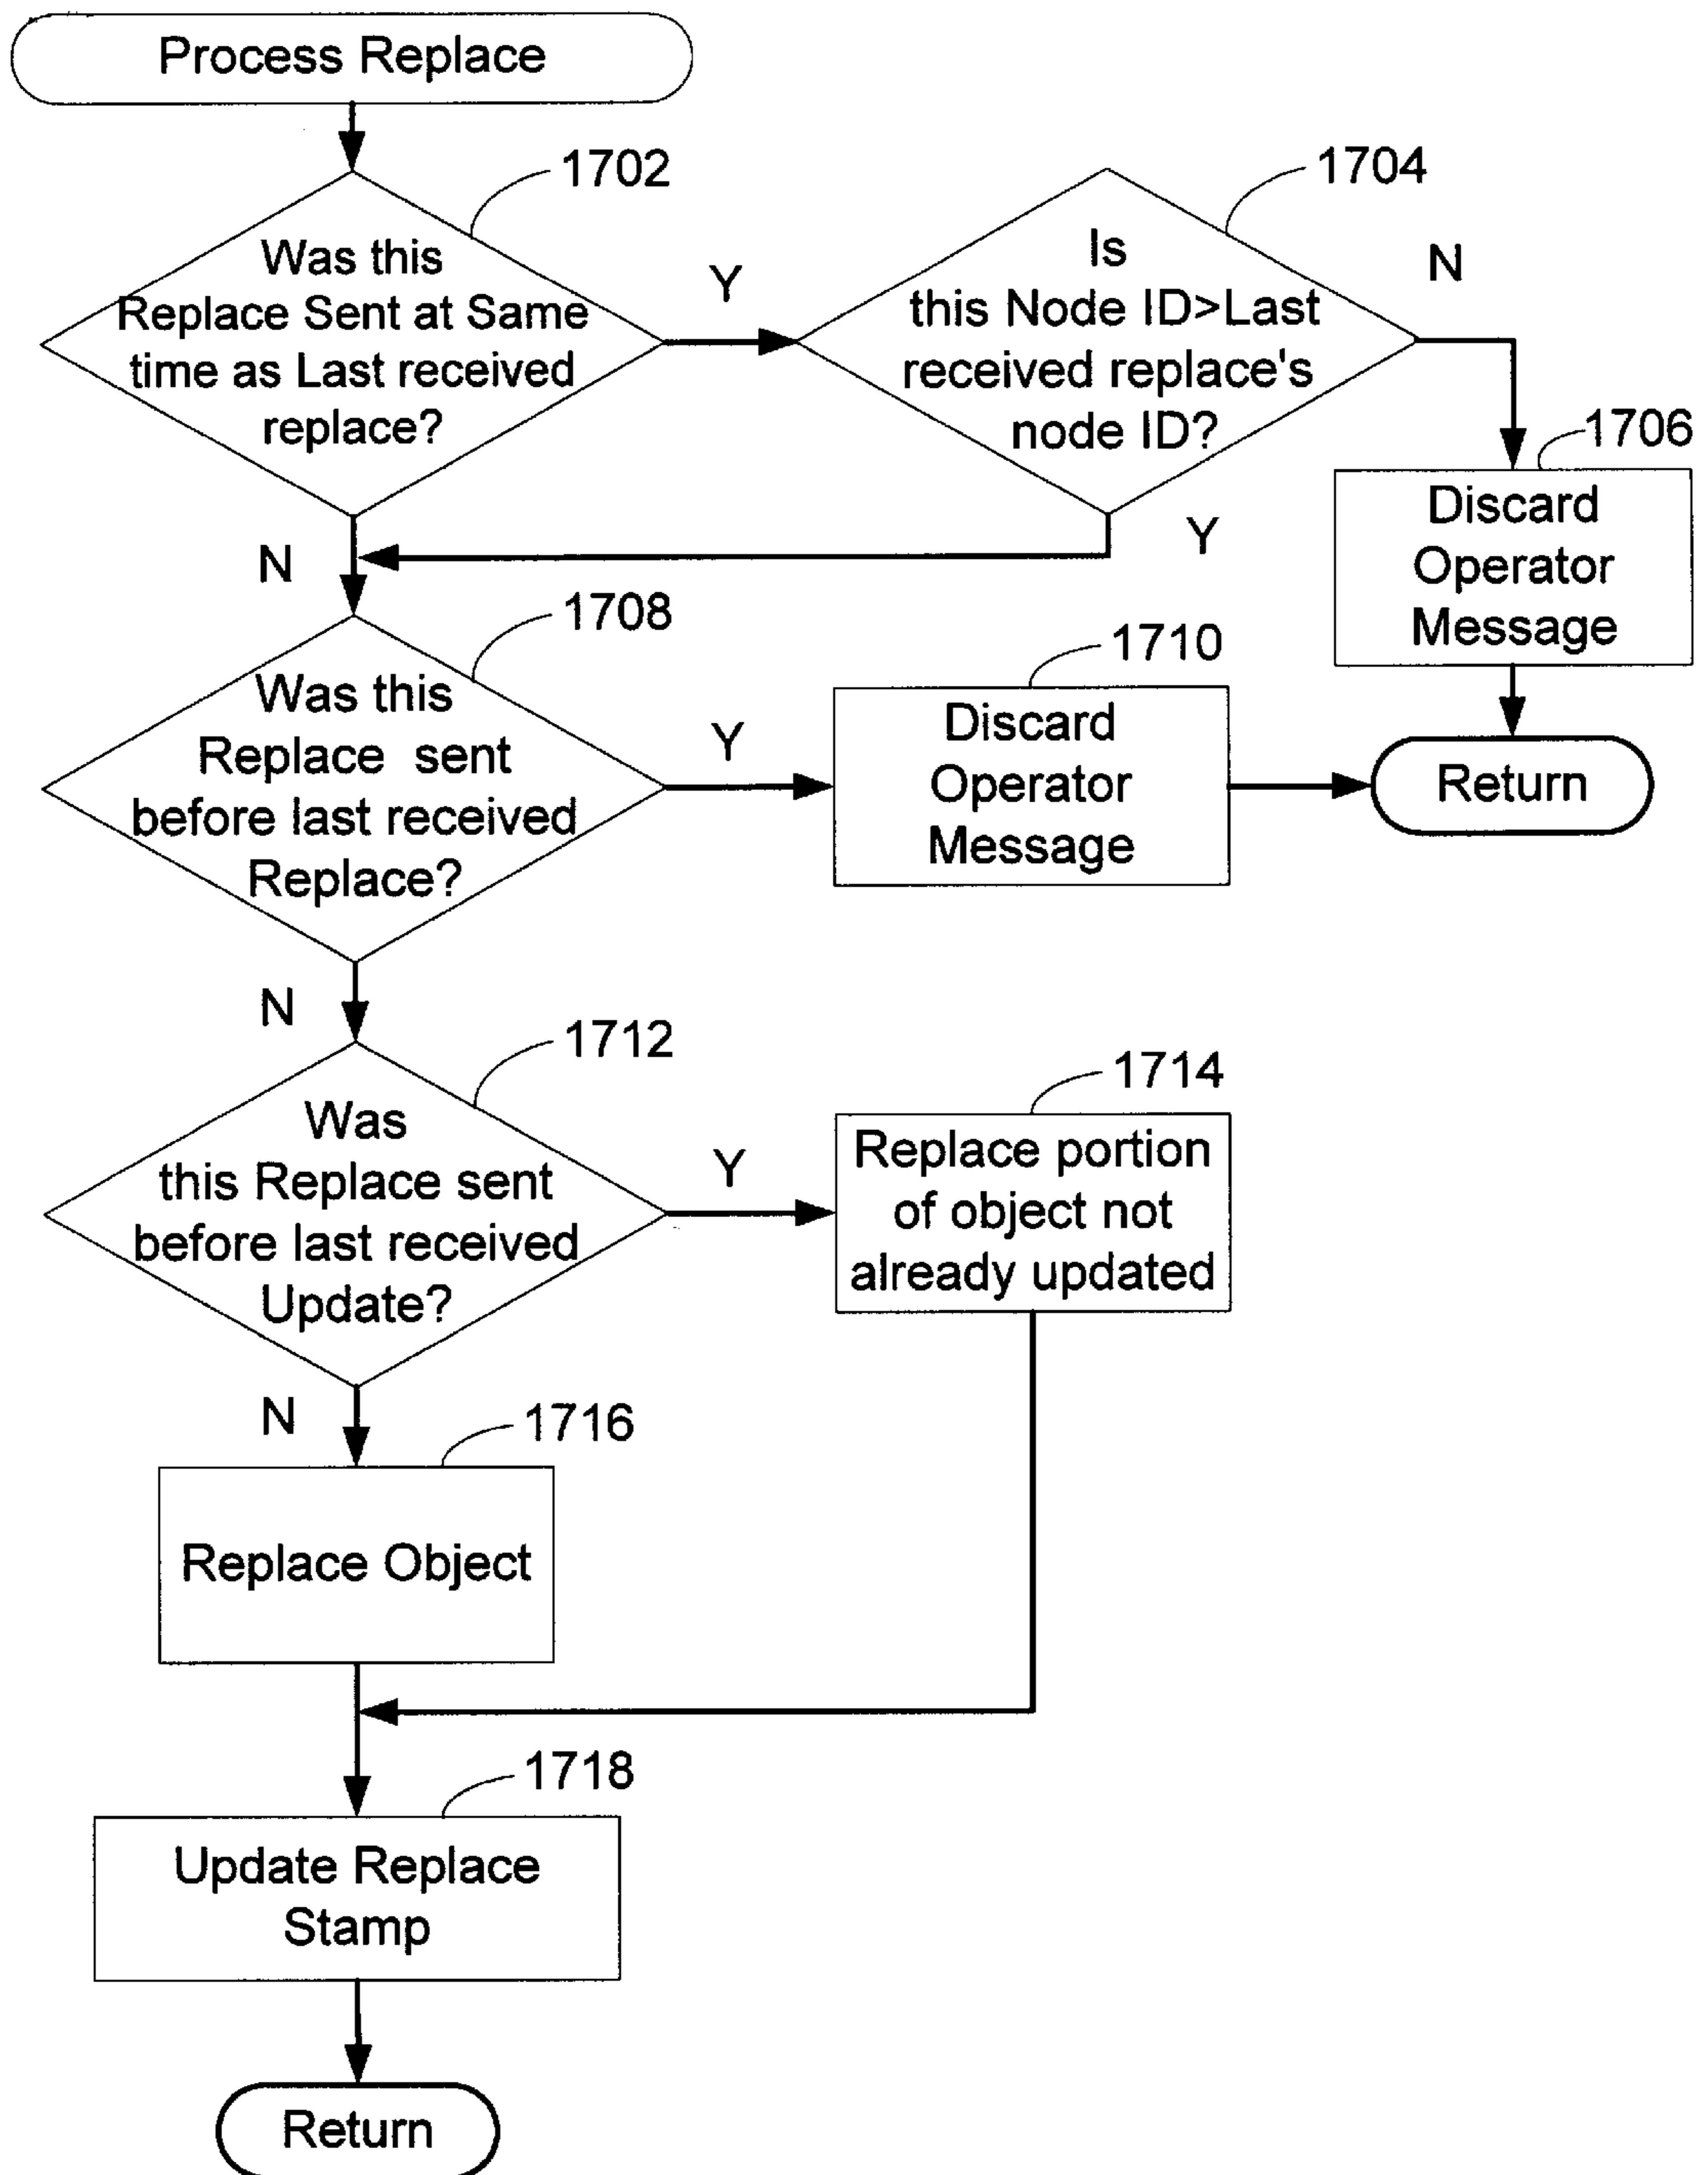 Process Replace
1702
Was this
Replace Sent at Same
time as Last received
replace?
Y
1704
Is
this Node ID>Last
received replace's
node ID?
N
1706
Discard
Operator
Message
Y
N
1708
Was this
Replace sent
before last received
Replace?
Y
1710
Discard
Operator
Message
Return
N
1712
Was
this Replace sent
before last received
Update?
Y
1714
Replace portion
of object not
already updated
N
1716
Replace Object
1718
Update Replace
Stamp
Return